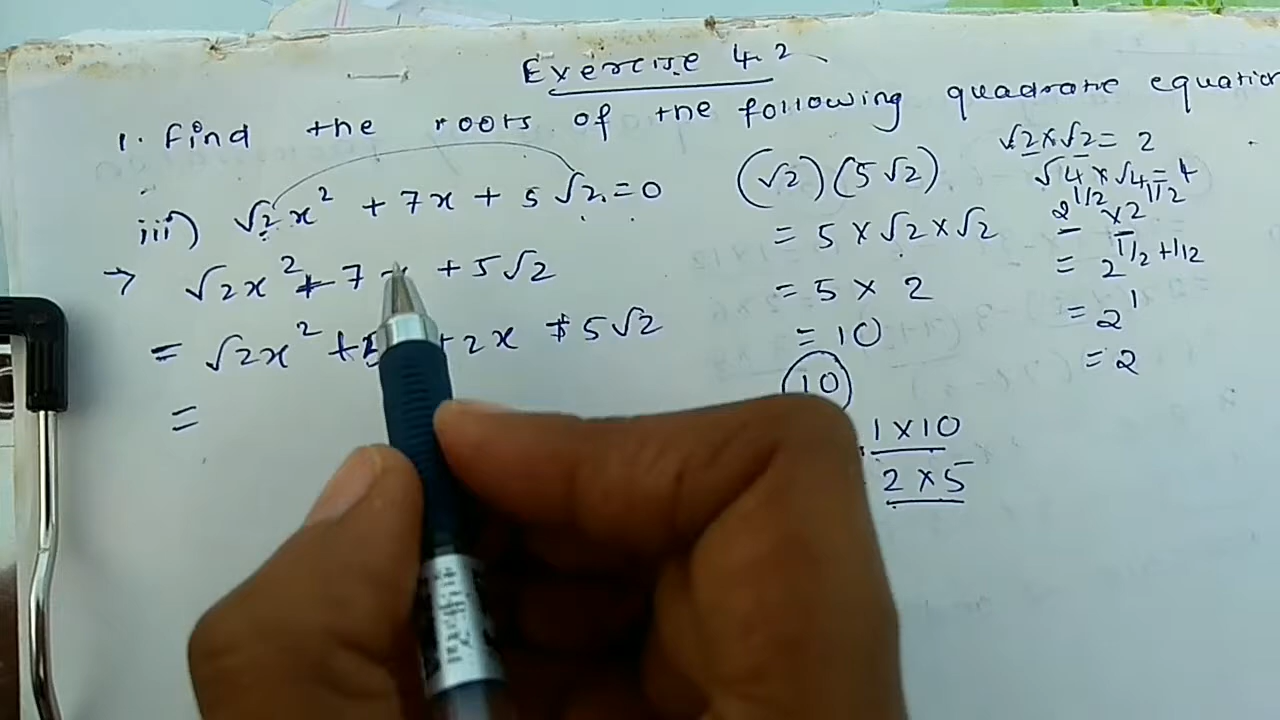 Exercise 4.2
1. Find the roots of the following quadratic equation
iii) √2x² + 7x + 5√2 = 0
→ √2x² + 7x + 5√2
= √2x² + 5 + 2x + 5√2
=
(√2)(5√2)
= 5 × √2 × √2
= 5 × 2
= 10
10
1×10
2×5
√2×√2 = 2
√4×√4 = 4
2^1/2 × 2^1/2
= 2^1/2+1/2
= 2^1
= 2